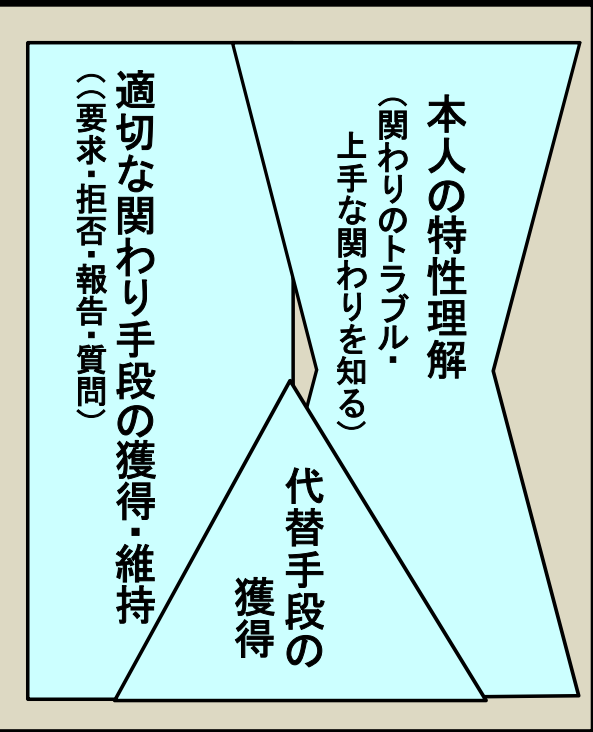 本人の特性理解
（関わりのトラブル・
上手な関わりを知る）
適切な関わり手段の獲得・維持
（（要求・拒否・報告・質問）
代替手段の
獲得